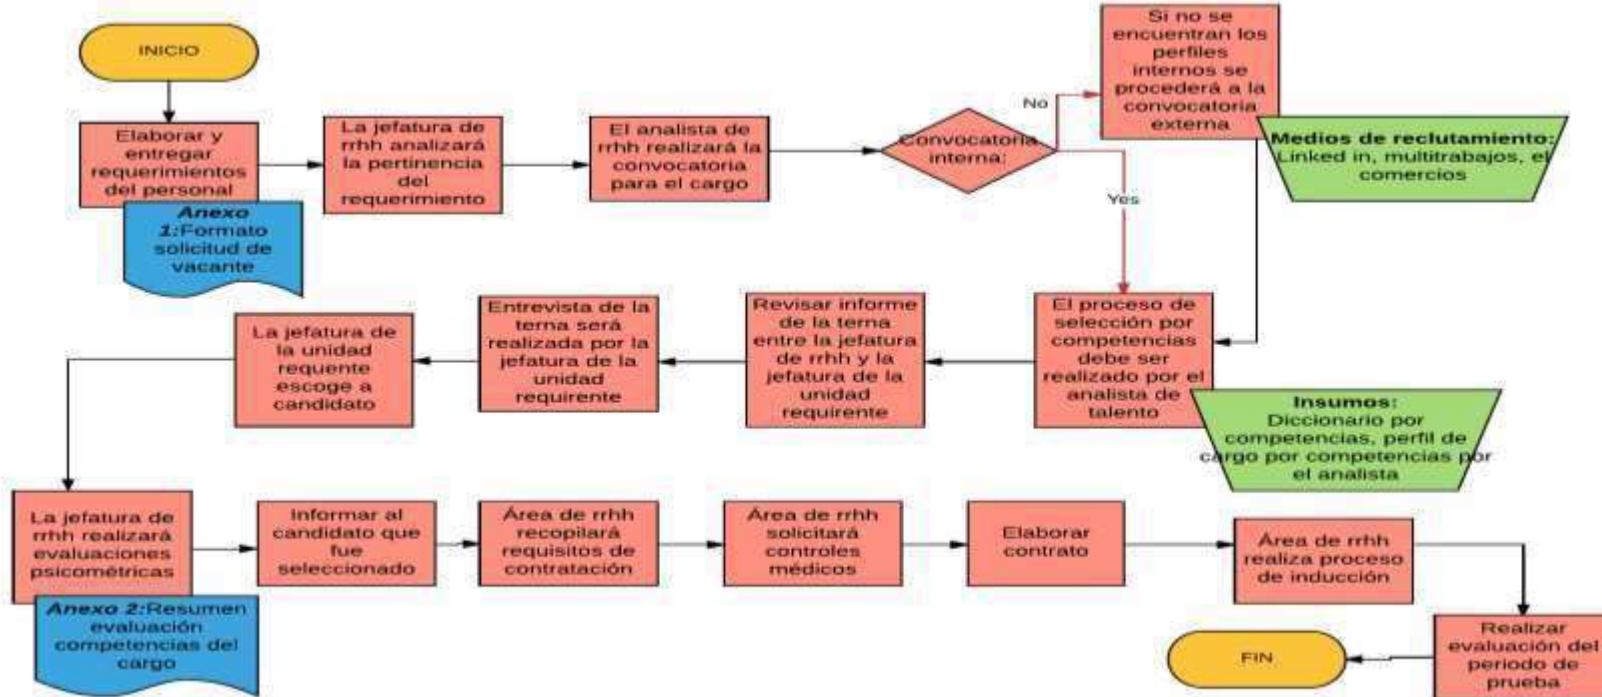 INICIO
Elaborar y
entregar
requerimientos
del personal
Anexo
1:Formato
solicitud de
vacante
La jefatura de
rrhh analizará
la pertinencia
del
requerimiento
El analista de
rrhh realizará la
convocatoria
para el cargo
Convocatoria
interna:
No
Yes
Si no se
encuentran los
perfiles
internos se
procederá a la
convocatoria
externa
Medios de reclutamiento:
Linked in, multitrabajos, el
comercios
El proceso de
selección por
competencias
debe ser
realizado por el
analista de
talento
Insumos:
Diccionario por
competencias, perfil de
cargo por competencias por
el analista
Revisar informe
de la terna
entre la jefatura
de rrhh y la
jefatura de la
unidad
requirente
Entrevista de la
terna será
realizada por la
jefatura de la
unidad
requirente
La jefatura de
la unidad
requente
escoge a
candidato
La jefatura de
rrhh realizará
evaluaciones
psicométricas
Anexo 2:Resumen
evaluación
competencias del
cargo
Informar al
candidato que
fue
seleccionado
Área de rrhh
recopilará
requisitos de
contratación
Área de rrhh
solicitará
controles
médicos
Elaborar
contrato
Área de rrhh
realiza proceso
de inducción
Realizar
evaluación del
periodo de
prueba
FIN